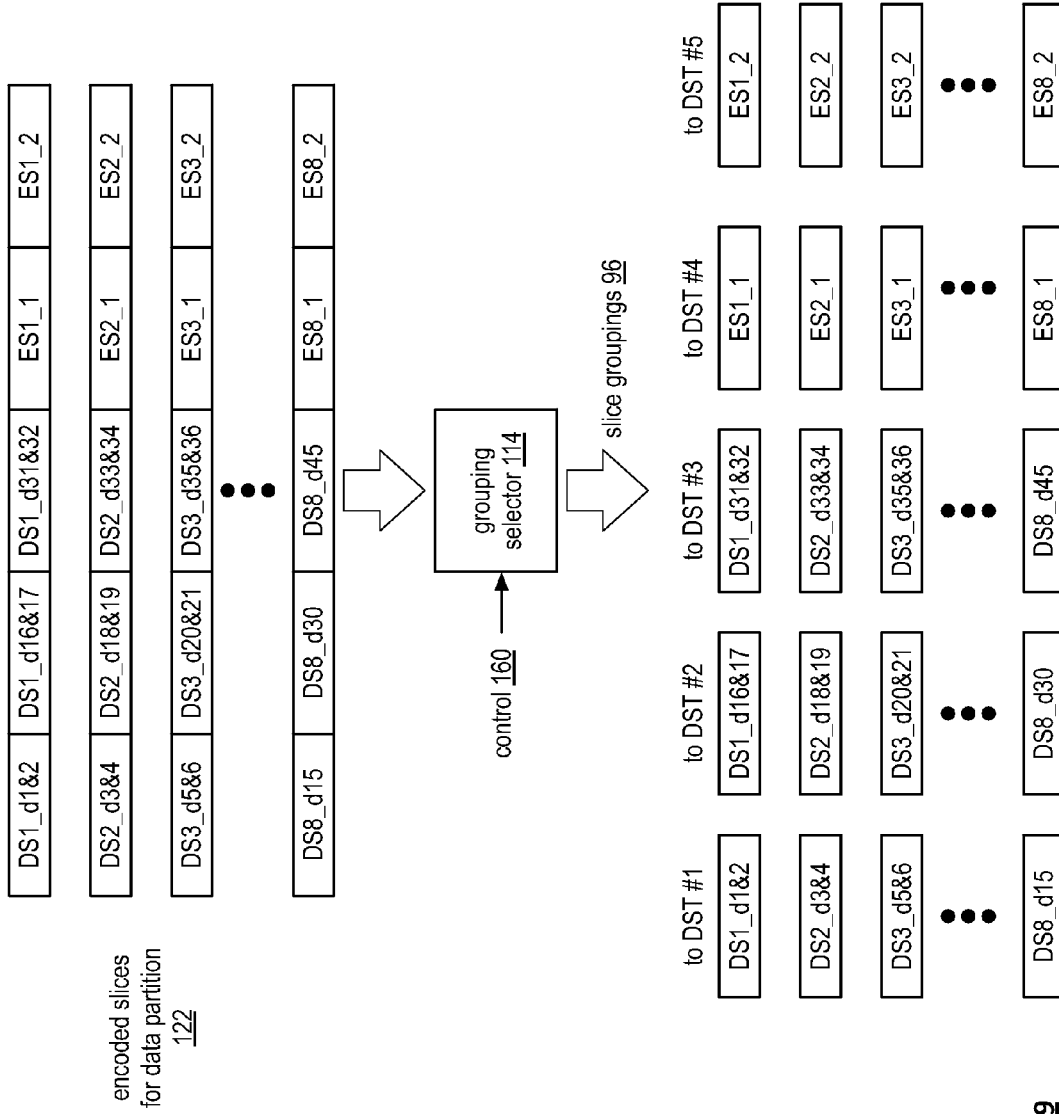 encoded slices
for data partition
122
DS1_d1&2 DS1_d16&17 DS1_d31&32 ES1_1 ES1_2
DS2_d3&4 DS2_d18&19 DS2_d33&34 ES2_1 ES2_2
DS3_d5&6 DS3_d20&21 DS3_d35&36 ES3_1 ES3_2
DS8_d15 DS8_d30 DS8_d45 ES8_1 ES8_2
control 160
grouping
selector 114
slice groupings 96
to DST #1 to DST #2 to DST #3 to DST #4 to DST #5
DS1_d1&2 DS1_d16&17 DS1_d31&32 ES1_1 ES1_2
DS2_d3&4 DS2_d18&19 DS2_d33&34 ES2_1 ES2_2
DS3_d5&6 DS3_d20&21 DS3_d35&36 ES3_1 ES3_2
DS8_d15 DS8_d30 DS8_d45 ES8_1 ES8_2